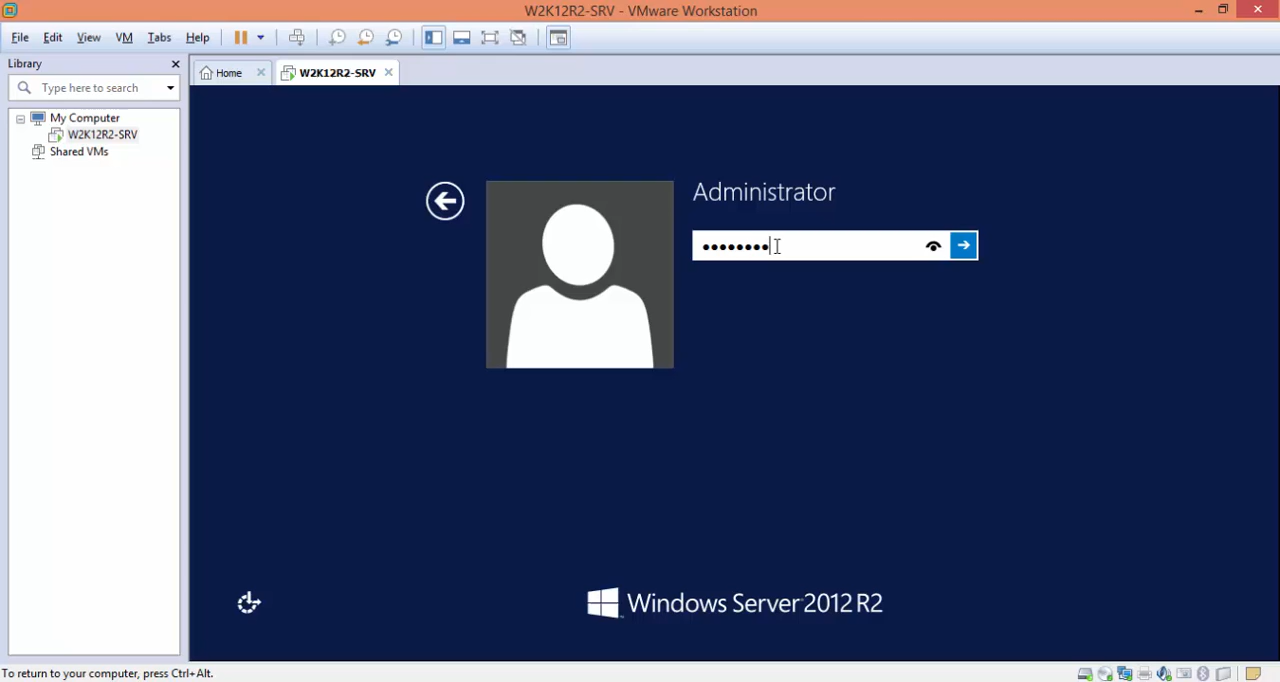 W2K12R2-SRV - VMware Workstation
File Edit View VM Tabs Help
Library
Home
W2K12R2-SRV
Type here to search
My Computer
W2K12R2-SRV
Shared VMs
Administrator
Windows Server 2012 R2
To return to your computer, press Ctrl+Alt.